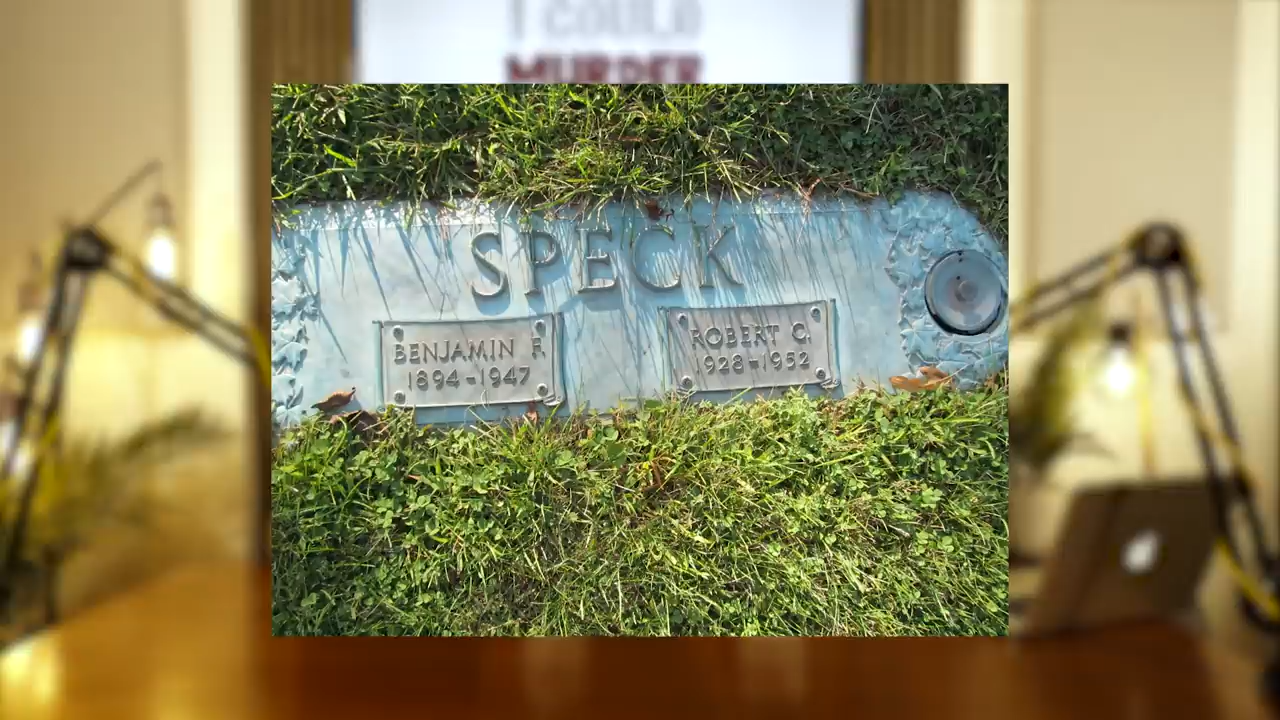 I COULD
MURDER
SPECK
BENJAMIN F.
1894-1947
ROBERT C.
1928-1952